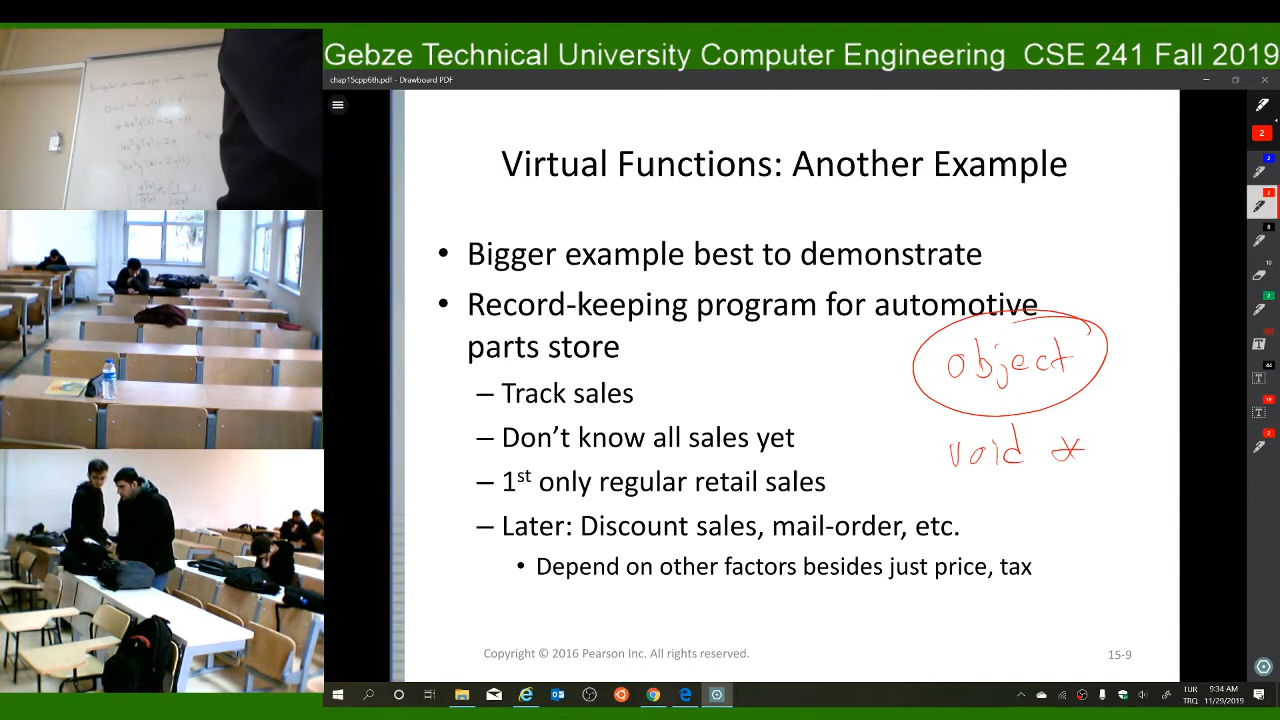 Gebze Technical University Computer Engineering CSE 241 Fall 2019
chap15cpp6th.pdf - Drawboard PDF
Virtual Functions: Another Example
• Bigger example best to demonstrate
• Record-keeping program for automotive
parts store
object
– Track sales
– Don't know all sales yet
void *
– 1st only regular retail sales
– Later: Discount sales, mail-order, etc.
• Depend on other factors besides just price, tax
Copyright © 2016 Pearson Inc. All rights reserved.
15-9
TUR 9:34 AM
TRQ 11/29/2019